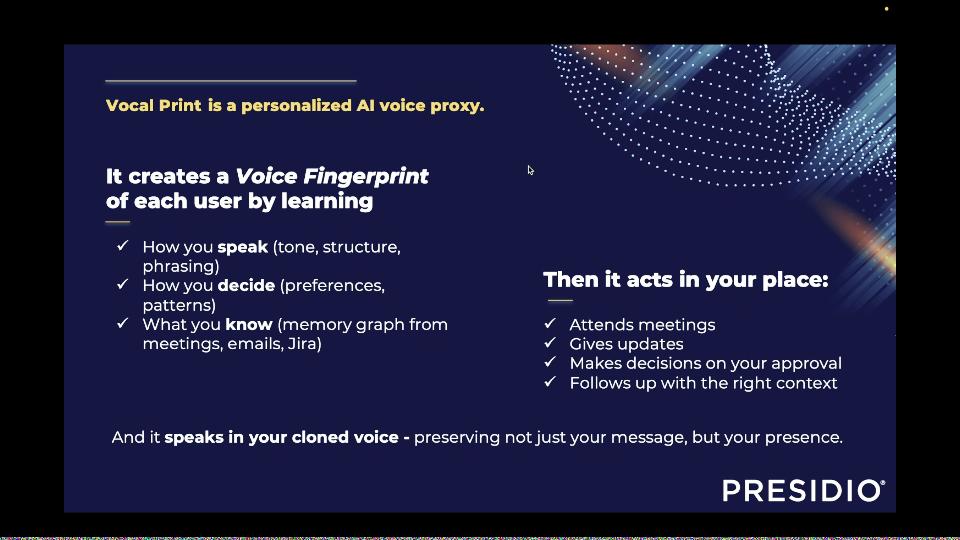 Vocal Print is a personalized AI voice proxy.
It creates a Voice Fingerprint
of each user by learning
✓ How you speak (tone, structure,
phrasing)
✓ How you decide (preferences,
patterns)
✓ What you know (memory graph from
meetings, emails, Jira)
Then it acts in your place:
✓ Attends meetings
✓ Gives updates
✓ Makes decisions on your approval
✓ Follows up with the right context
And it speaks in your cloned voice - preserving not just your message, but your presence.
PRESIDIO®